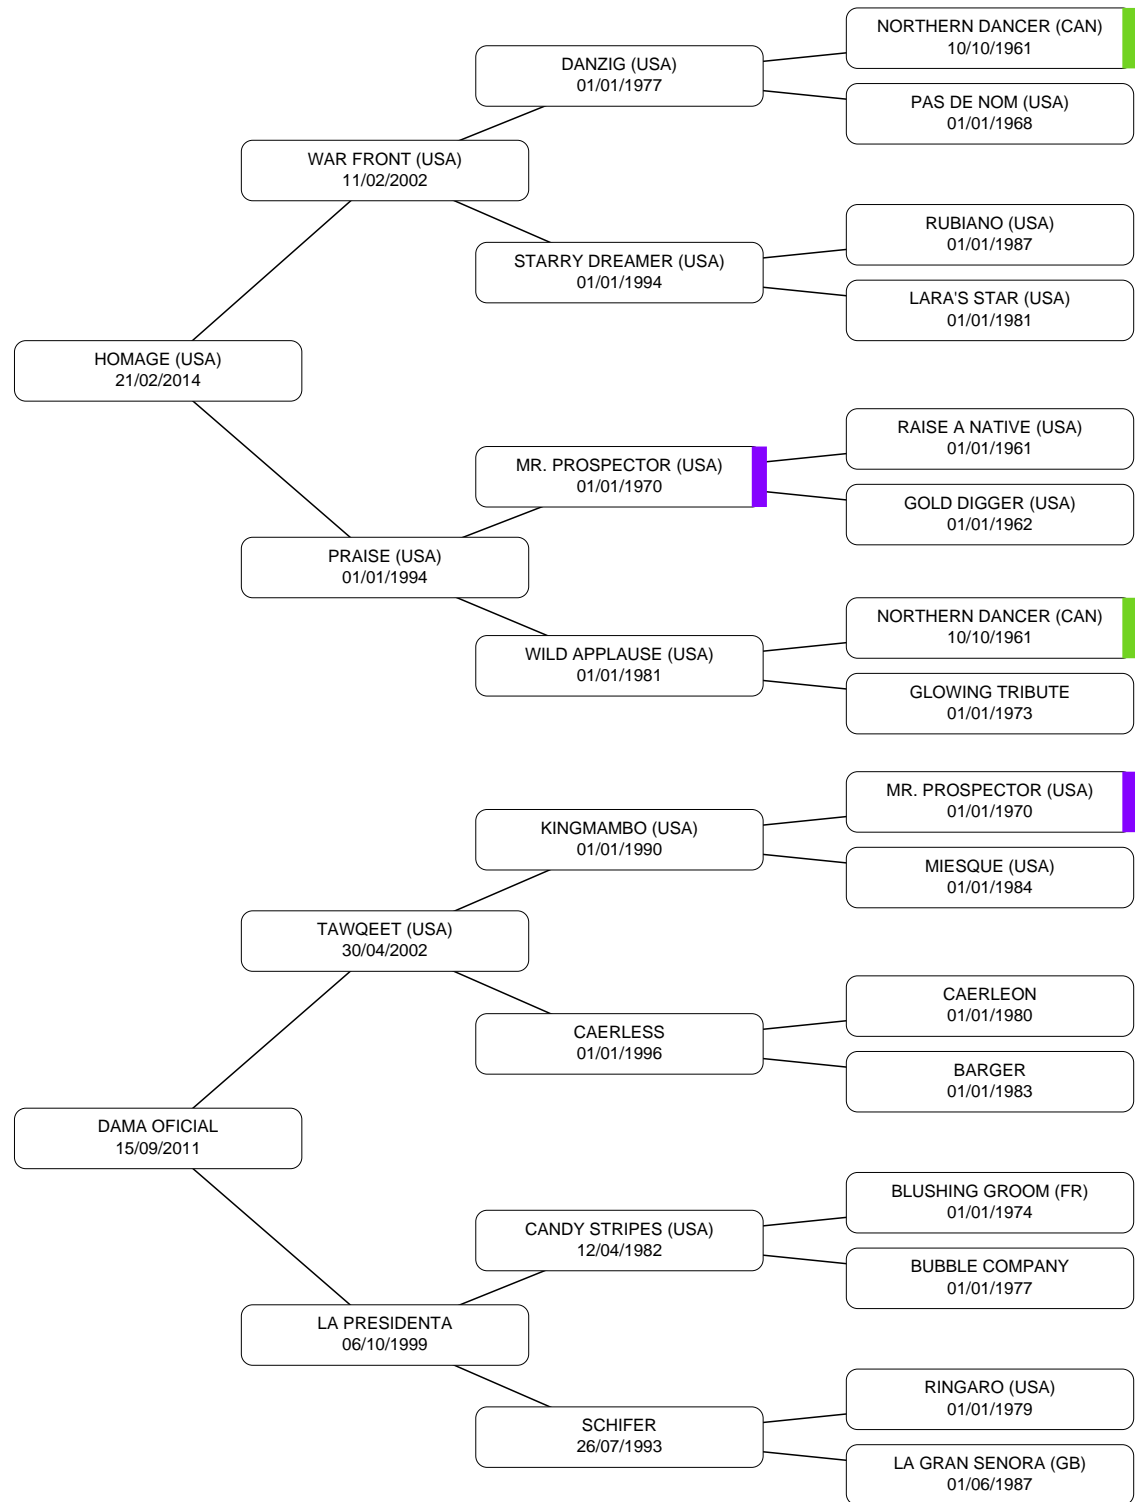 NORTHERN DANCER (CAN)
10/10/1961
DANZIG (USA)
01/01/1977
PAS DE NOM (USA)
01/01/1968
WAR FRONT (USA)
11/02/2002
RUBIANO (USA)
01/01/1987
STARRY DREAMER (USA)
01/01/1994
LARA'S STAR (USA)
01/01/1981
HOMAGE (USA)
21/02/2014
RAISE A NATIVE (USA)
01/01/1961
MR. PROSPECTOR (USA)
01/01/1970
GOLD DIGGER (USA)
01/01/1962
PRAISE (USA)
01/01/1994
NORTHERN DANCER (CAN)
10/10/1961
WILD APPLAUSE (USA)
01/01/1981
GLOWING TRIBUTE
01/01/1973
MR. PROSPECTOR (USA)
01/01/1970
KINGMAMBO (USA)
01/01/1990
MIESQUE (USA)
01/01/1984
TAWQEET (USA)
30/04/2002
CAERLEON
01/01/1980
CAERLESS
01/01/1996
BARGER
01/01/1983
DAMA OFICIAL
15/09/2011
BLUSHING GROOM (FR)
01/01/1974
CANDY STRIPES (USA)
12/04/1982
BUBBLE COMPANY
01/01/1977
LA PRESIDENTA
06/10/1999
RINGARO (USA)
01/01/1979
SCHIFER
26/07/1993
LA GRAN SENORA (GB)
01/06/1987